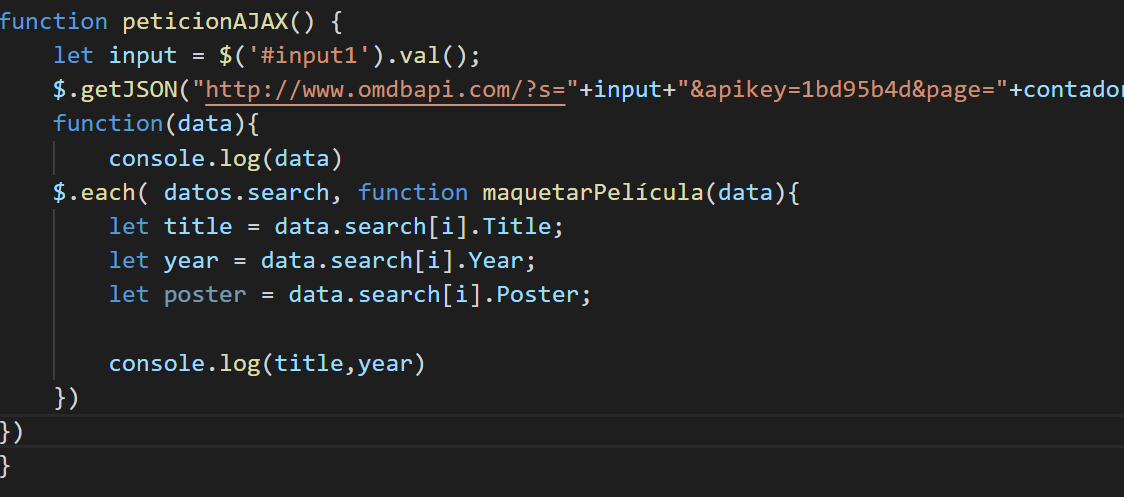 function peticionAJAX() {
let input = $('#input1').val();
$.getJSON("http://www.omdbapi.com/?s="+input+"&apikey=1bd95b4d&page="+contador
function(data){
console.log(data)
$.each( datos.search, function maquetarPelícula(data){
let title = data.search[i].Title;
let year = data.search[i].Year;
let poster = data.search[i].Poster;
console.log(title,year)
})
})
}